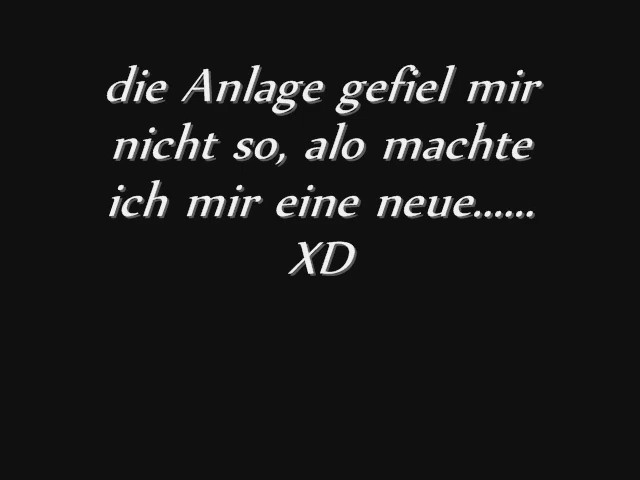 die Anlage gefiel mir
nicht so, alo machte
ich mir eine neue......
XD